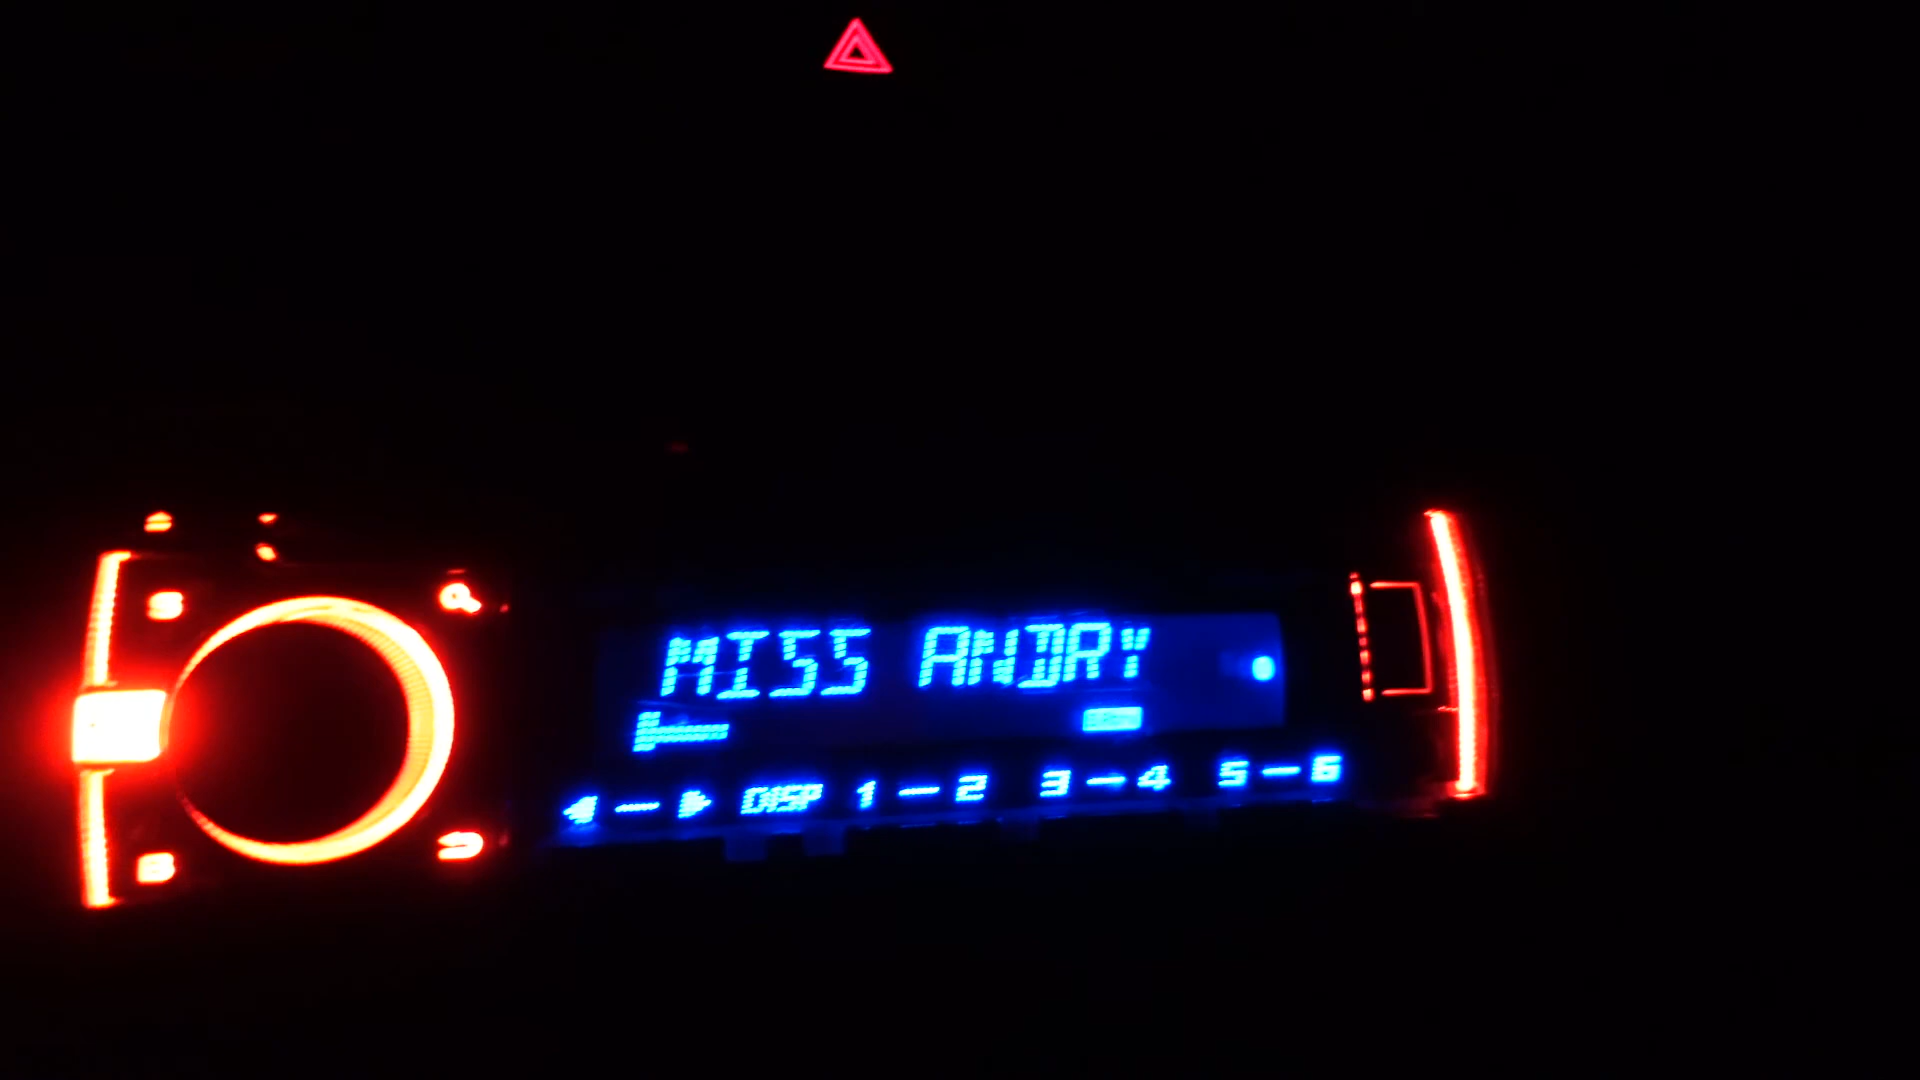 MISS ANDRY
DISP 1 — 2 3 — 4 5 — 6
S
B